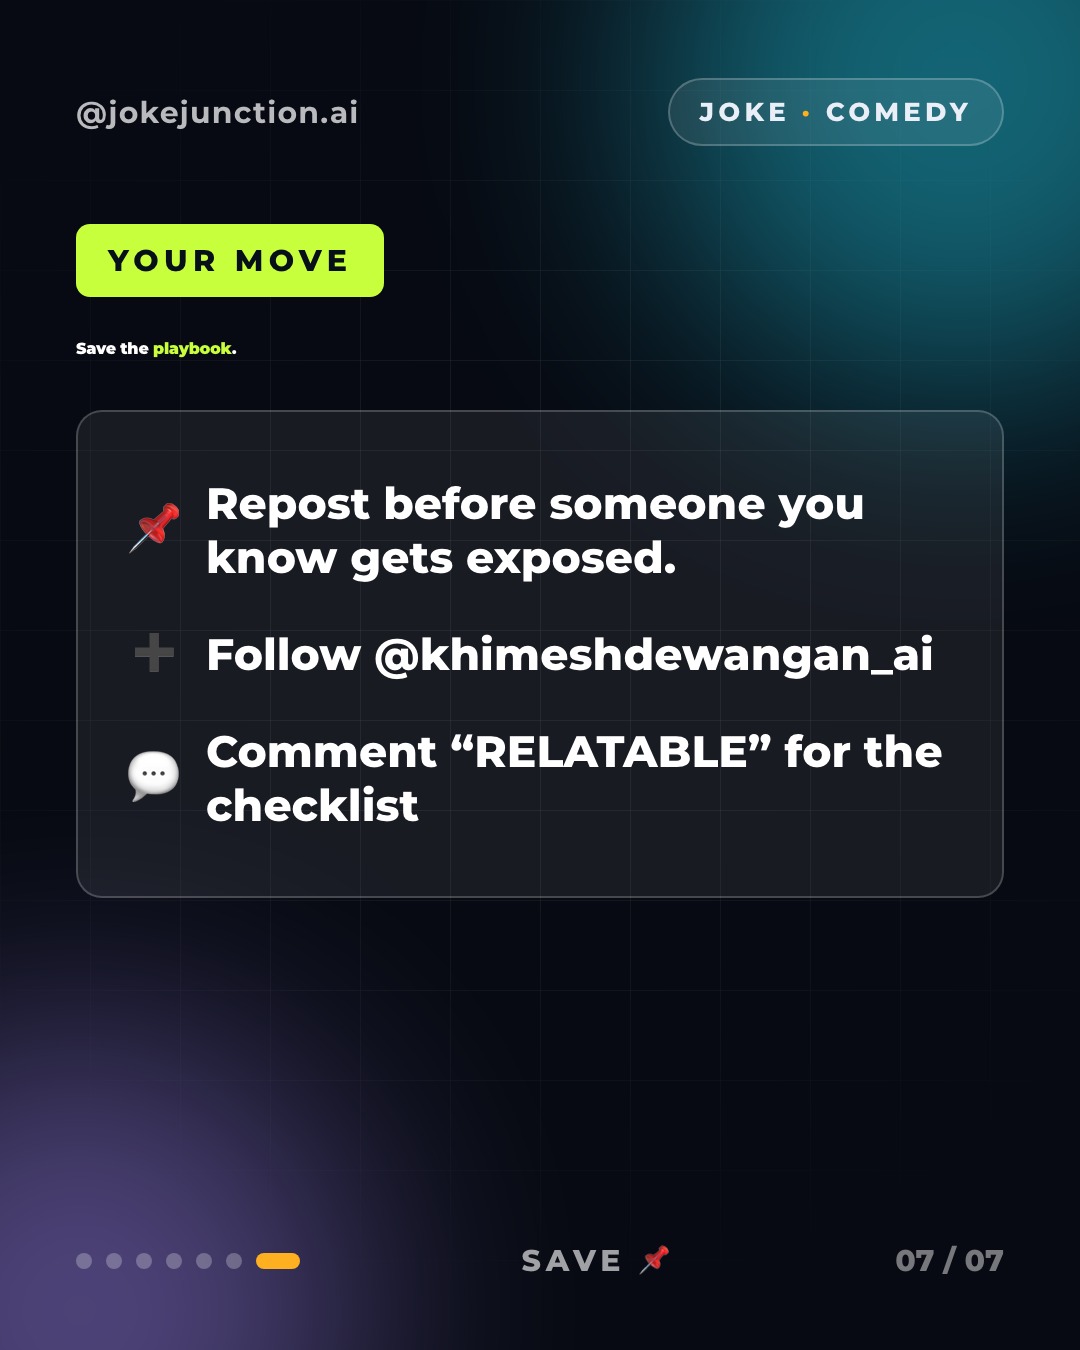 @jokejunction.ai
JOKE • COMEDY
YOUR MOVE
Save the playbook.
📌 Repost before someone you
know gets exposed.
➕ Follow @khimeshdewangan_ai
💬 Comment “RELATABLE” for the
checklist
SAVE 📌
07 / 07